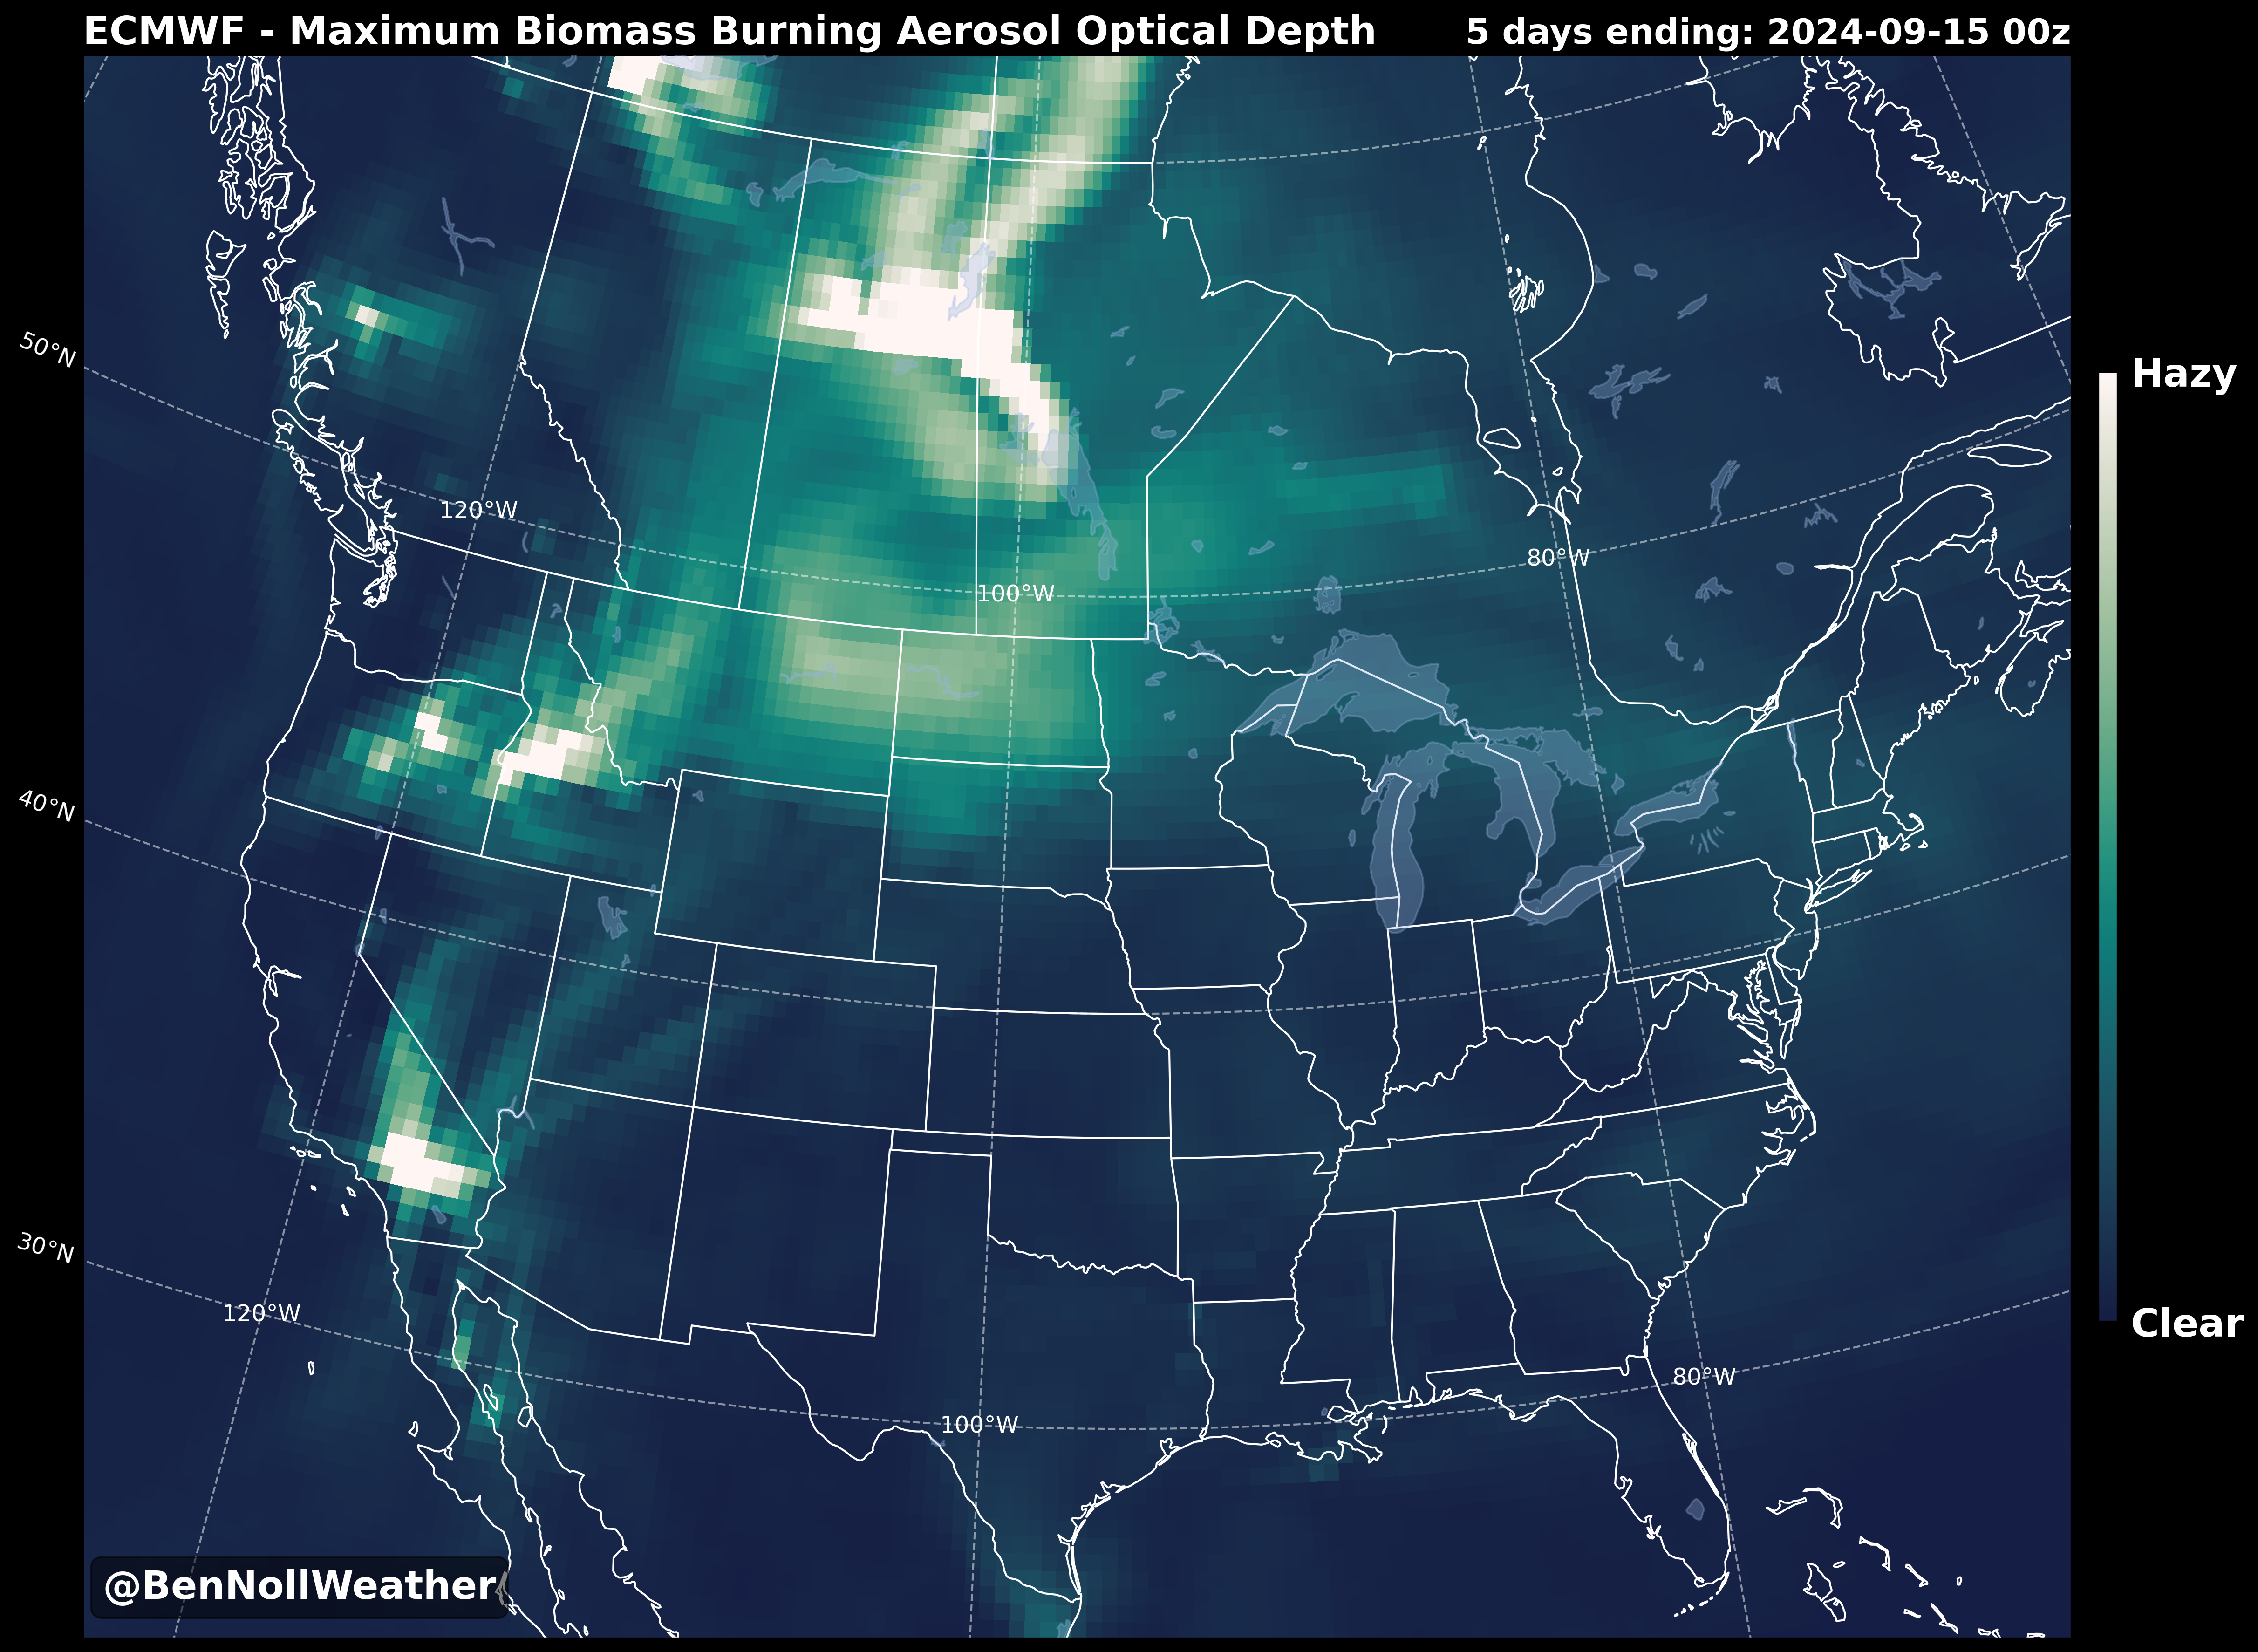 ECMWF - Maximum Biomass Burning Aerosol Optical Depth
5 days ending: 2024-09-15 00z
50°N
Hazy
120°W
80°W
100°W
40°N
30°N
120°W
Clear
80°W
100°W
@BenNollWeather